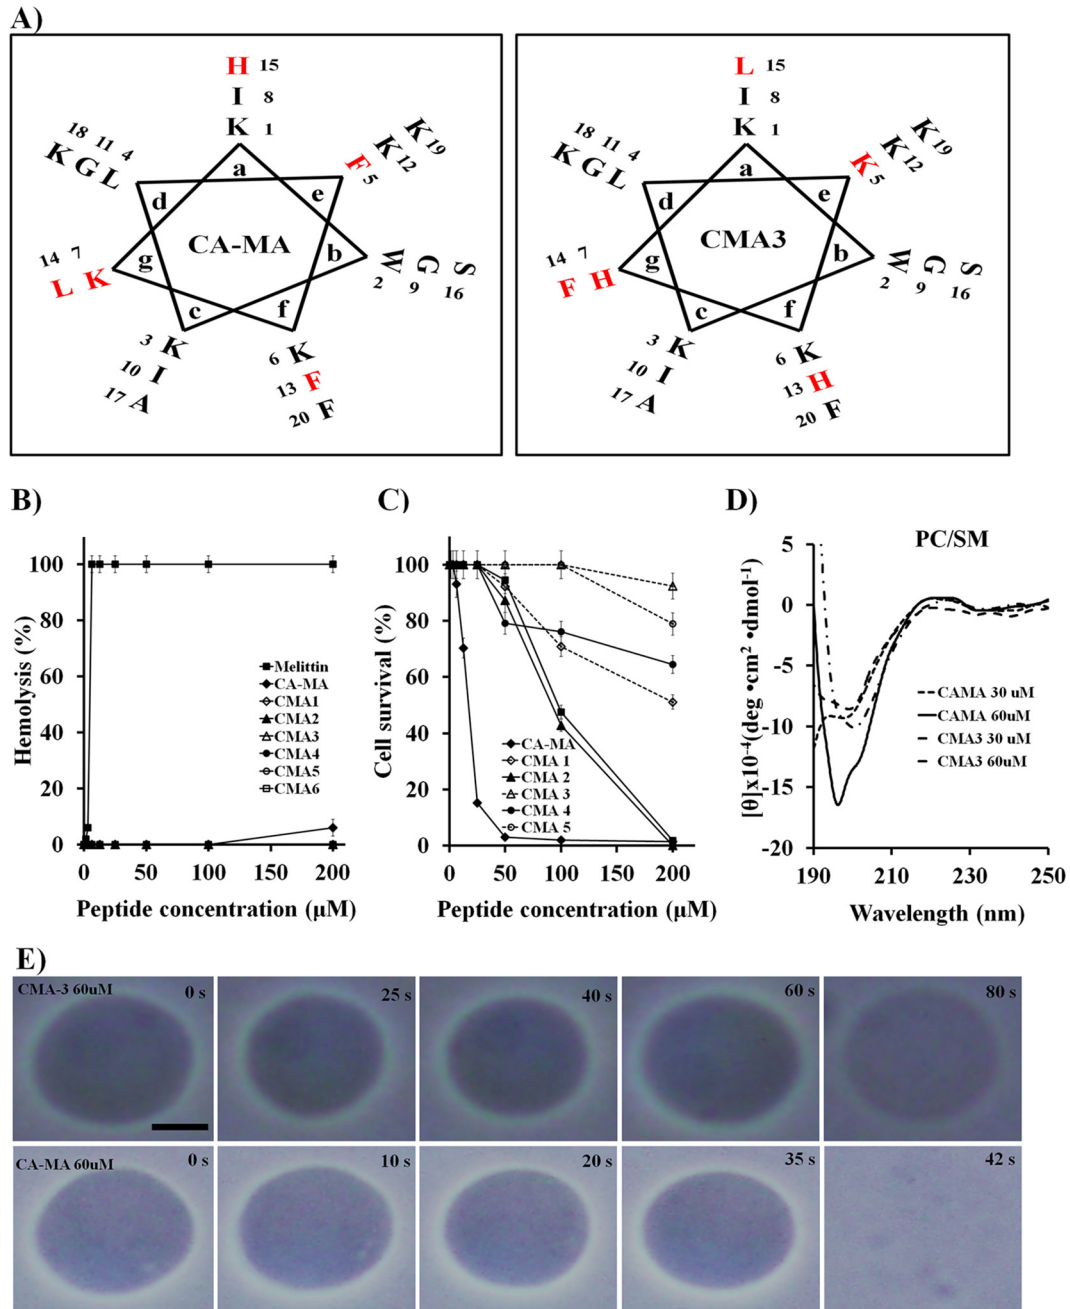 A)
H 15
I 8
K 1
18 11 4
K G L
F K K
5 12 19
a
d
e
CA-MA
g
b
c
f
14 7
L K
W G S
2 9 16
3 K
10 I
17 A
6 K
13 F
20 F
L 15
I 8
K 1
18 11 4
K G L
K K K
5 12 19
a
d
e
CMA3
g
b
c
f
14 7
F H
W G S
2 9 16
3 K
10 I
17 A
6 K
13 H
20 F
B)
Hemolysis (%)
100
80
60
40
20
0
Melittin
CA-MA
CMA1
CMA2
CMA3
CMA4
CMA5
CMA6
0 50 100 150 200
Peptide concentration (μM)
C)
Cell survival (%)
100
80
60
40
20
0
CA-MA
CMA 1
CMA 2
CMA 3
CMA 4
CMA 5
0 50 100 150 200
Peptide concentration (μM)
D)
PC/SM
[θ]x10⁻⁴(deg •cm² •dmol⁻¹)
5
0
-5
-10
-15
-20
CAMA 30 uM
CAMA 60uM
CMA3 30 uM
CMA3 60uM
190 210 230 250
Wavelength (nm)
E)
CMA-3 60uM
0 s
25 s
40 s
60 s
80 s
CA-MA 60uM
0 s
10 s
20 s
35 s
42 s